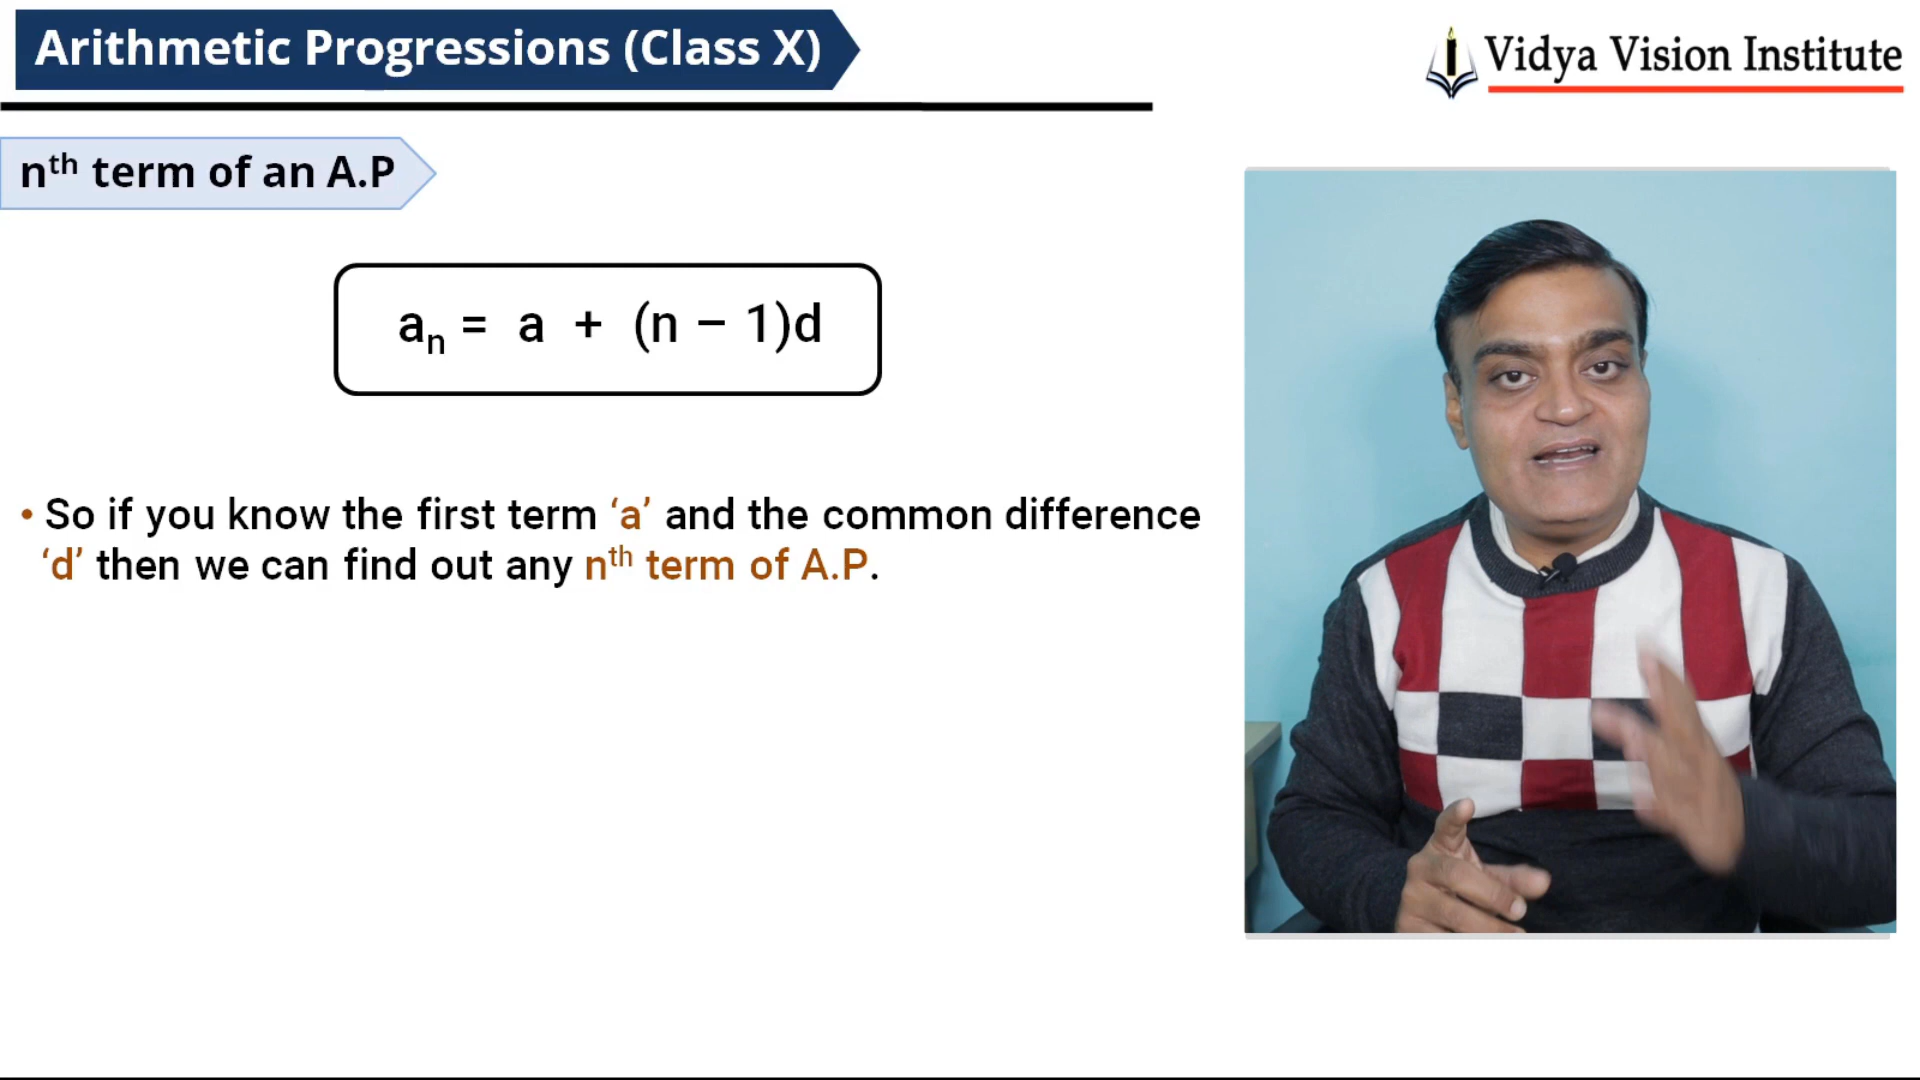 Arithmetic Progressions (Class X)
Vidya Vision Institute
nth term of an A.P
an = a + (n − 1)d
• So if you know the first term ‘a’ and the common difference
‘d’ then we can find out any nth term of A.P.